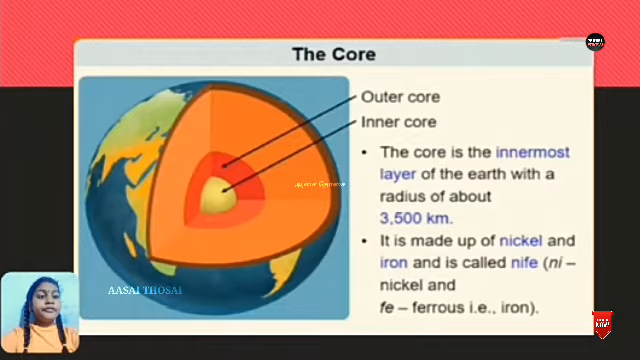 The Core
Outer core
Inner core
• The core is the innermost
layer of the earth with a
radius of about
3,500 km.
• It is made up of nickel and
iron and is called nife (ni –
nickel and
fe – ferrous i.e., iron).
AASAI THOSAI